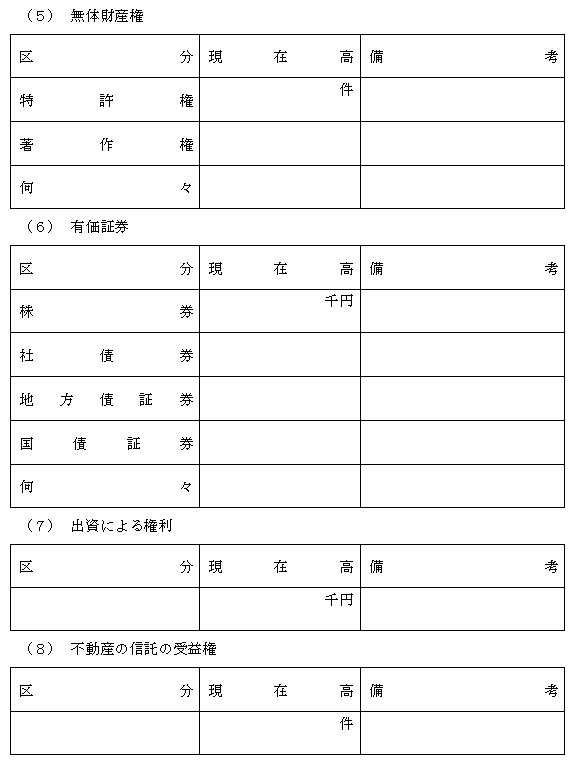 （５） 無体財産権
区分 現在高 備考
特許権 件
著作権
何々
（６） 有価証券
区分 現在高 備考
株券 千円
社債券
地方債証券
国債証券
何々
（７） 出資による権利
区分 現在高 備考
千円
（８） 不動産の信託の受益権
区分 現在高 備考
件